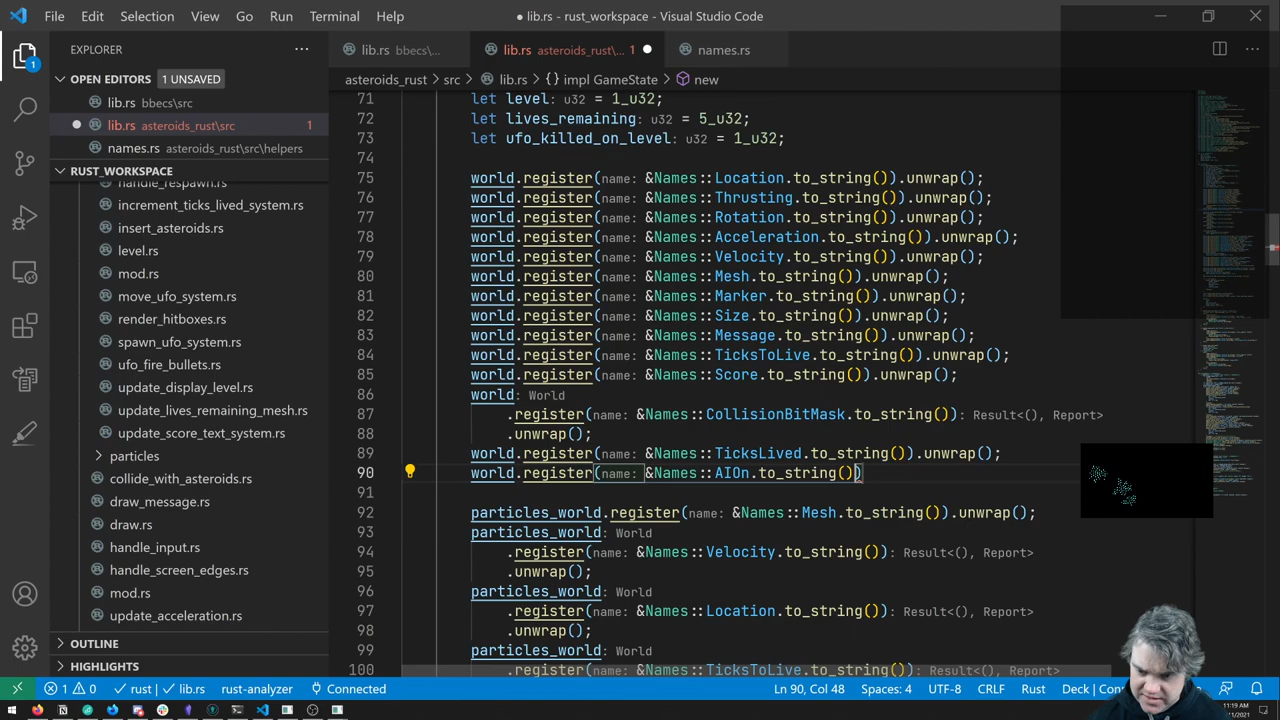 File Edit Selection View Go Run Terminal Help
● lib.rs - rust_workspace - Visual Studio Code
EXPLORER
OPEN EDITORS 1 UNSAVED
lib.rs bbecs\src
lib.rs asteroids_rust\src 1
names.rs asteroids_rust\src\helpers
RUST_WORKSPACE
handle_respawn.rs
increment_ticks_lived_system.rs
insert_asteroids.rs
level.rs
mod.rs
move_ufo_system.rs
render_hitboxes.rs
spawn_ufo_system.rs
ufo_fire_bullets.rs
update_display_level.rs
update_lives_remaining_mesh.rs
update_score_text_system.rs
particles
collide_with_asteroids.rs
draw_message.rs
draw.rs
handle_input.rs
handle_screen_edges.rs
mod.rs
update_acceleration.rs
OUTLINE
HIGHLIGHTS
lib.rs bbecs\... lib.rs asteroids_rust\... 1 names.rs
asteroids_rust > src > lib.rs > {} impl GameState > new
71 let level: u32 = 1_u32;
72 let lives_remaining: u32 = 5_u32;
73 let ufo_killed_on_level: u32 = 1_u32;
74
75 world.register(name: &Names::Location.to_string()).unwrap();
76 world.register(name: &Names::Thrusting.to_string()).unwrap();
77 world.register(name: &Names::Rotation.to_string()).unwrap();
78 world.register(name: &Names::Acceleration.to_string()).unwrap();
79 world.register(name: &Names::Velocity.to_string()).unwrap();
80 world.register(name: &Names::Mesh.to_string()).unwrap();
81 world.register(name: &Names::Marker.to_string()).unwrap();
82 world.register(name: &Names::Size.to_string()).unwrap();
83 world.register(name: &Names::Message.to_string()).unwrap();
84 world.register(name: &Names::TicksToLive.to_string()).unwrap();
85 world.register(name: &Names::Score.to_string()).unwrap();
86 world: World
87 .register(name: &Names::CollisionBitMask.to_string()): Result<(), Report>
88 .unwrap();
89 world.register(name: &Names::TicksLived.to_string()).unwrap();
90 world.register(name: &Names::AIOn.to_string())
91
92 particles_world.register(name: &Names::Mesh.to_string()).unwrap();
93 particles_world: World
94 .register(name: &Names::Velocity.to_string()): Result<(), Report>
95 .unwrap();
96 particles_world: World
97 .register(name: &Names::Location.to_string()): Result<(), Report>
98 .unwrap();
99 particles_world: World
100 .register(name: &Names::TicksToLive.to_string()): Result<(), Report>
1 0 rust | lib.rs rust-analyzer Connected Ln 90, Col 48 Spaces: 4 UTF-8 CRLF Rust Deck | Con
11:19 AM